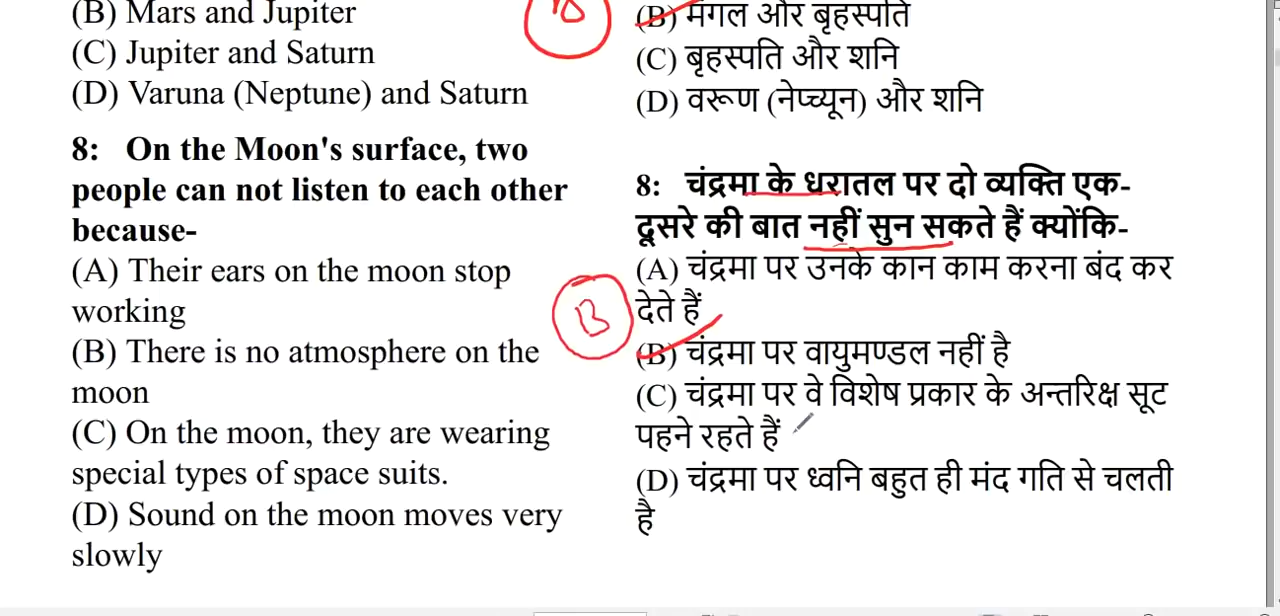 (B) Mars and Jupiter
(C) Jupiter and Saturn
(D) Varuna (Neptune) and Saturn
8: On the Moon's surface, two
people can not listen to each other
because-
(A) Their ears on the moon stop
working
(B) There is no atmosphere on the
moon
(C) On the moon, they are wearing
special types of space suits.
(D) Sound on the moon moves very
slowly
B
(B) मंगल और बृहस्पति
(C) बृहस्पति और शनि
(D) वरूण (नेप्च्यून) और शनि
8: चंद्रमा के धरातल पर दो व्यक्ति एक-
दूसरे की बात नहीं सुन सकते हैं क्योंकि-
(A) चंद्रमा पर उनके कान काम करना बंद कर
देते हैं
B
(B) चंद्रमा पर वायुमण्डल नहीं है
(C) चंद्रमा पर वे विशेष प्रकार के अन्तरिक्ष सूट
पहने रहते हैं
(D) चंद्रमा पर ध्वनि बहुत ही मंद गति से चलती
है